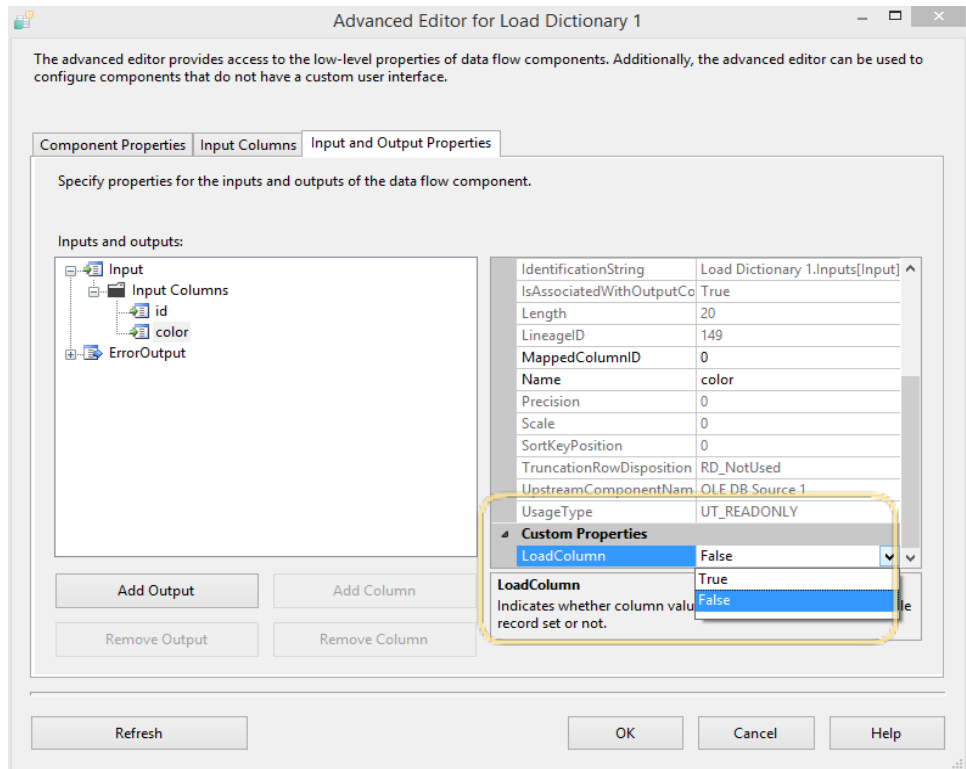 Advanced Editor for Load Dictionary 1
The advanced editor provides access to the low-level properties of data flow components. Additionally, the advanced editor can be used to
configure components that do not have a custom user interface.
Component Properties Input Columns Input and Output Properties
Specify properties for the inputs and outputs of the data flow component.
Inputs and outputs:
Input
Input Columns
id
color
ErrorOutput
IdentificationString Load Dictionary 1.Inputs[Input]
IsAssociatedWithOutputCo True
Length 20
LineageID 149
MappedColumnID 0
Name color
Precision 0
Scale 0
SortKeyPosition 0
TruncationRowDisposition RD_NotUsed
UpstreamComponentNam OLE DB Source 1
UsageType UT_READONLY
Custom Properties
LoadColumn False
True
False
LoadColumn
Indicates whether column valu le
record set or not.
Add Output Add Column
Remove Output Remove Column
Refresh OK Cancel Help